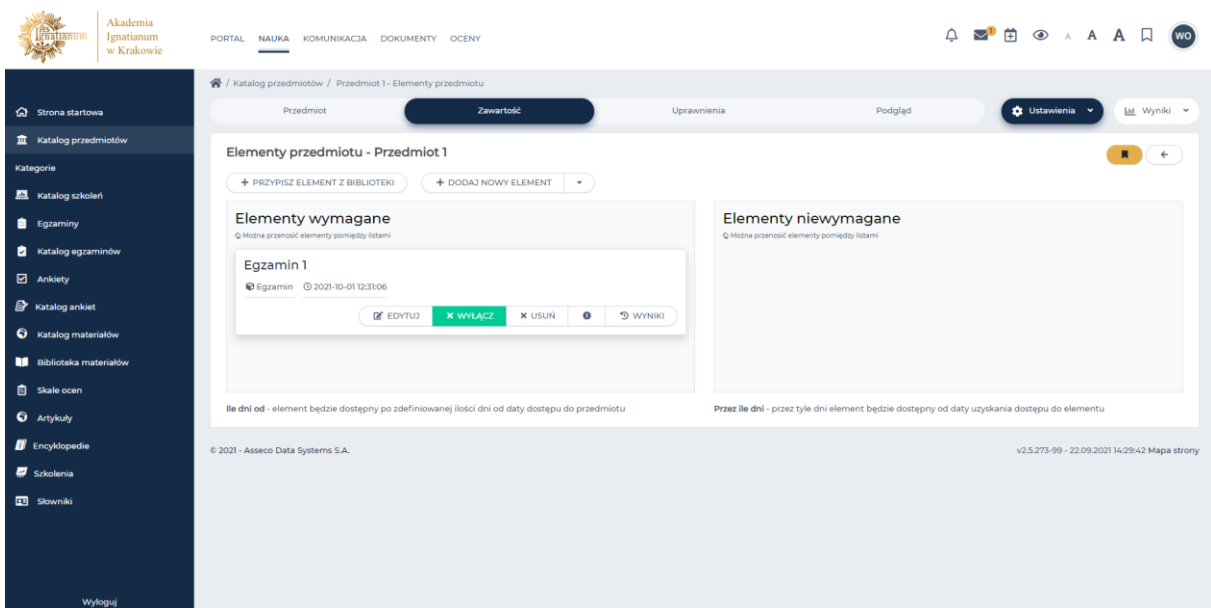 AS
Ignatianum
Akademia
Ignatianum
w Krakowie
PORTAL NAUKA KOMUNIKACJA DOKUMENTY OCENY
1
A A A
WO
/ Katalog przedmiotów / Przedmiot 1 - Elementy przedmiotu
Strona startowa
Katalog przedmiotów
Kategorie
Katalog szkoleń
Egzaminy
Katalog egzaminów
Ankiety
Katalog ankiet
Katalog materiałów
Biblioteka materiałów
Skale ocen
Artykuły
Encyklopedie
Szkolenia
Słowniki
Wyloguj
Przedmiot Zawartość Uprawnienia Podgląd Ustawienia Wyniki
Elementy przedmiotu - Przedmiot 1
+ PRZYPISZ ELEMENT Z BIBLIOTEKI + DODAJ NOWY ELEMENT
Elementy wymagane
Można przenosić elementy pomiędzy listami
Egzamin 1
Egzamin 2021-10-01 12:31:06
EDYTUJ WYŁĄCZ USUŃ WYNIKI
Elementy niewymagane
Można przenosić elementy pomiędzy listami
Ile dni od - element będzie dostępny po zdefiniowanej ilości dni od daty dostępu do przedmiotu
Przez ile dni - przez tyle dni element będzie dostępny od daty uzyskania dostępu do elementu
© 2021 - Asseco Data Systems S.A.
v2.5.273-99 - 22.09.2021 14:29:42 Mapa strony